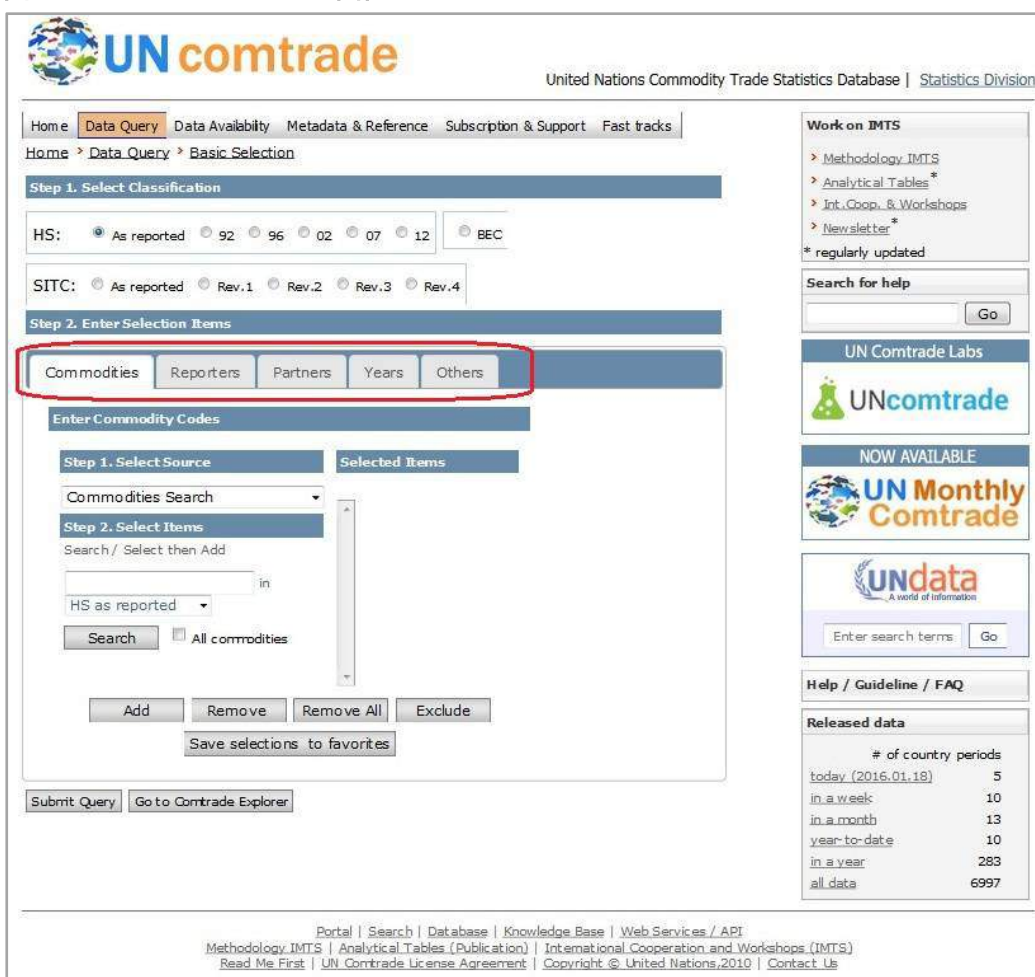 UN comtrade
United Nations Commodity Trade Statistics Database | Statistics Division
Home Data Query Data Availability Metadata & Reference Subscription & Support Fast tracks
Home > Data Query > Basic Selection
Step 1. Select Classification
HS: As reported 92 96 02 07 12 BEC
SITC: As reported Rev.1 Rev.2 Rev.3 Rev.4
Step 2. Enter Selection Items
Commodities Reporters Partners Years Others
Enter Commodity Codes
Step 1. Select Source
Selected Items
Commodities Search
Step 2. Select Items
Search / Select then Add
in
HS as reported
Search All commodities
Add Remove Remove All Exclude
Save selections to favorites
Submit Query Go to Comtrade Explorer
Work on IMTS
> Methodology IMTS
> Analytical Tables*
> Int.Coop. & Workshops
> Newsletter*
* regularly updated
Search for help
Go
UN Comtrade Labs
UNcomtrade
NOW AVAILABLE
UN Monthly
Comtrade
UNdata
A world of information
Enter search terms Go
Help / Guideline / FAQ
Released data
# of country periods
today (2016.01.18) 5
in a week 10
in a month 13
year-to-date 10
in a year 283
all data 6997
Portal | Search | Database | Knowledge Base | Web Services / API
Methodology IMTS | Analytical Tables (Publication) | International Cooperation and Workshops (IMTS)
Read Me First | UN Comtrade License Agreement | Copyright © United Nations,2010 | Contact Us